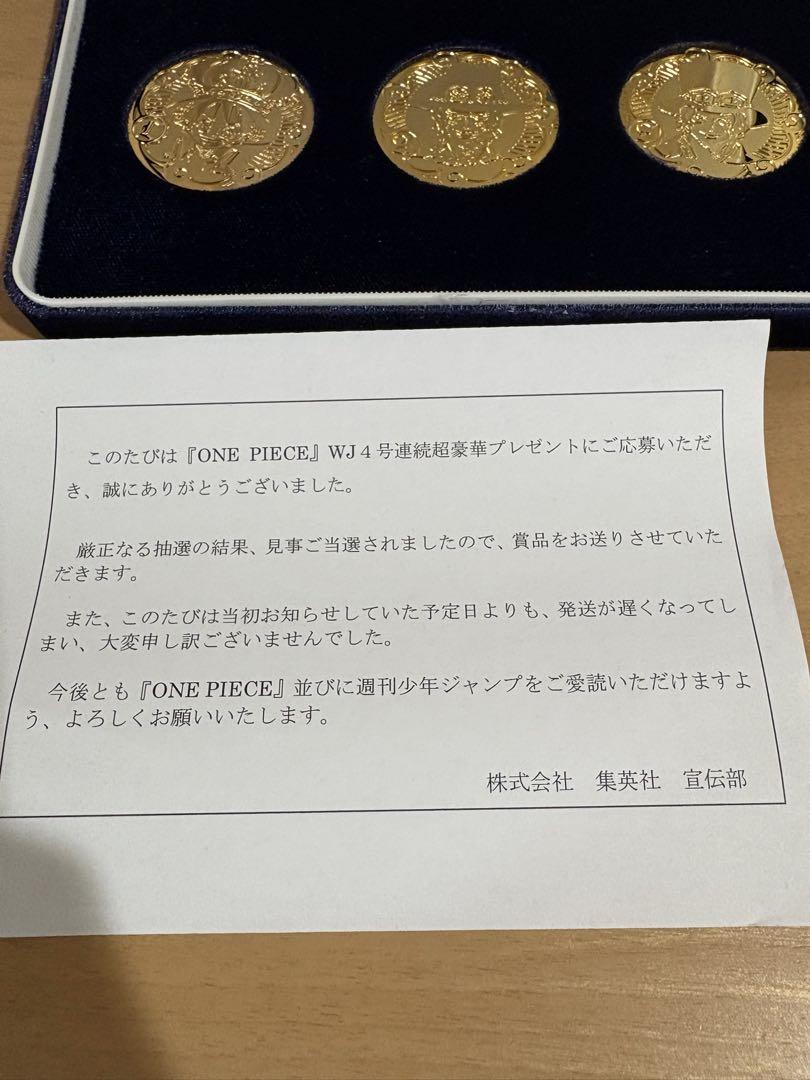 このたびは『ONE PIECE』WJ４号連続超豪華プレゼントにご応募いただ
き、誠にありがとうございました。
厳正なる抽選の結果、見事ご当選されましたので、賞品をお送りさせていた
だきます。
また、このたびは当初お知らせしていた予定日よりも、発送が遅くなってし
まい、大変申し訳ございませんでした。
今後とも『ONE PIECE』並びに週刊少年ジャンプをご愛読いただけますよ
う、よろしくお願いいたします。
株式会社　集英社　宣伝部